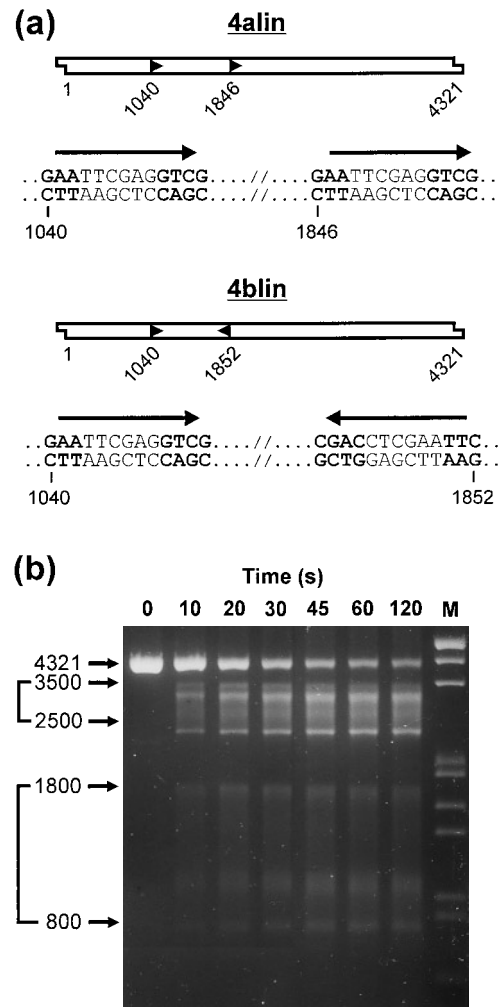 (a)
4alin
1 1040 1846 4321
..GAATTCGAGGTCG....//....GAATTCGAGGTCG..
..CTTAAGCTCCAGC....//....CTTAAGCTCCAGC..
1040 1846
4blin
1 1040 1852 4321
..GAATTCGAGGTCG....//....CGACCTCGAATTC..
..CTTAAGCTCCAGC....//....GCTGGAGCTTAAG..
1040 1852
(b)
Time (s)
0 10 20 30 45 60 120 M
4321
3500
2500
1800
800